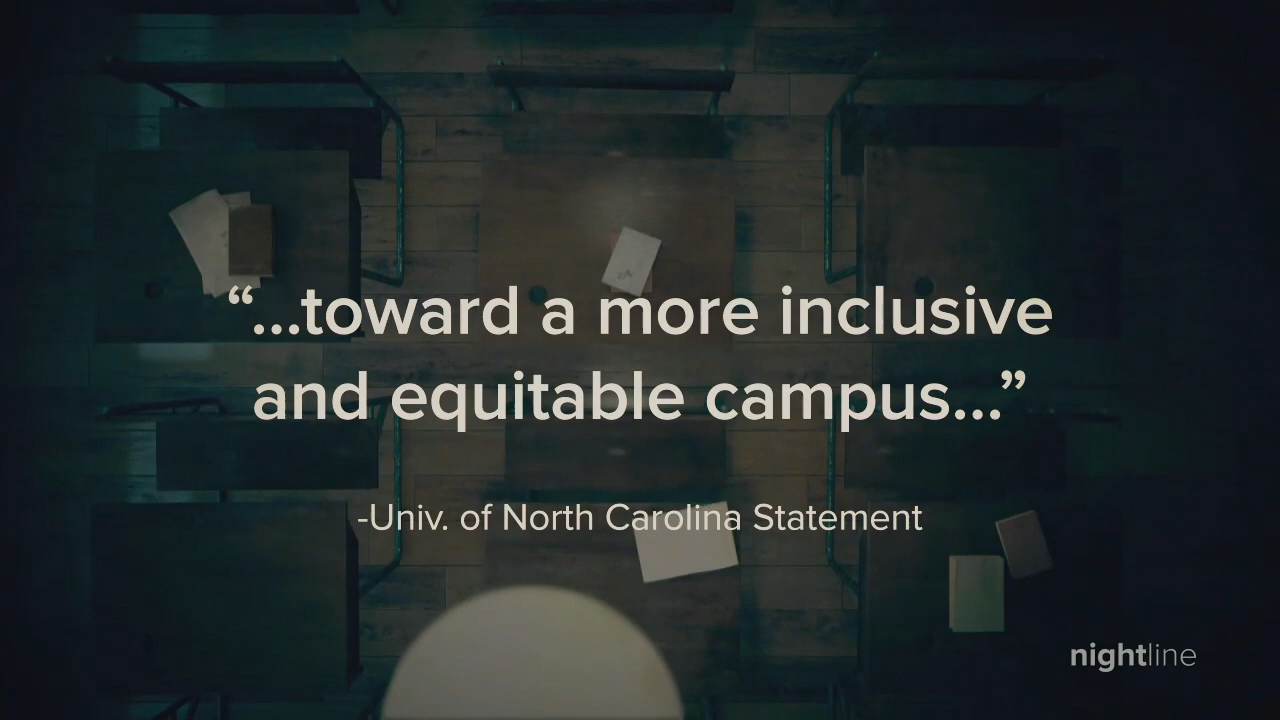 “...toward a more inclusive
and equitable campus...”
-Univ. of North Carolina Statement
nightline